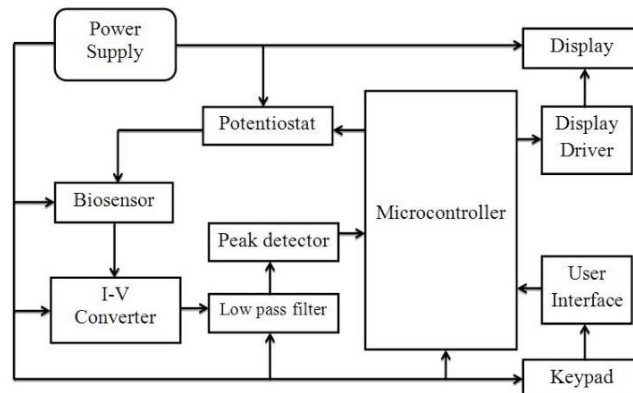 Power
Supply
Display
Potentiostat
Display
Driver
Biosensor
Microcontroller
Peak detector
I-V
Converter
Low pass filter
User
Interface
Keypad